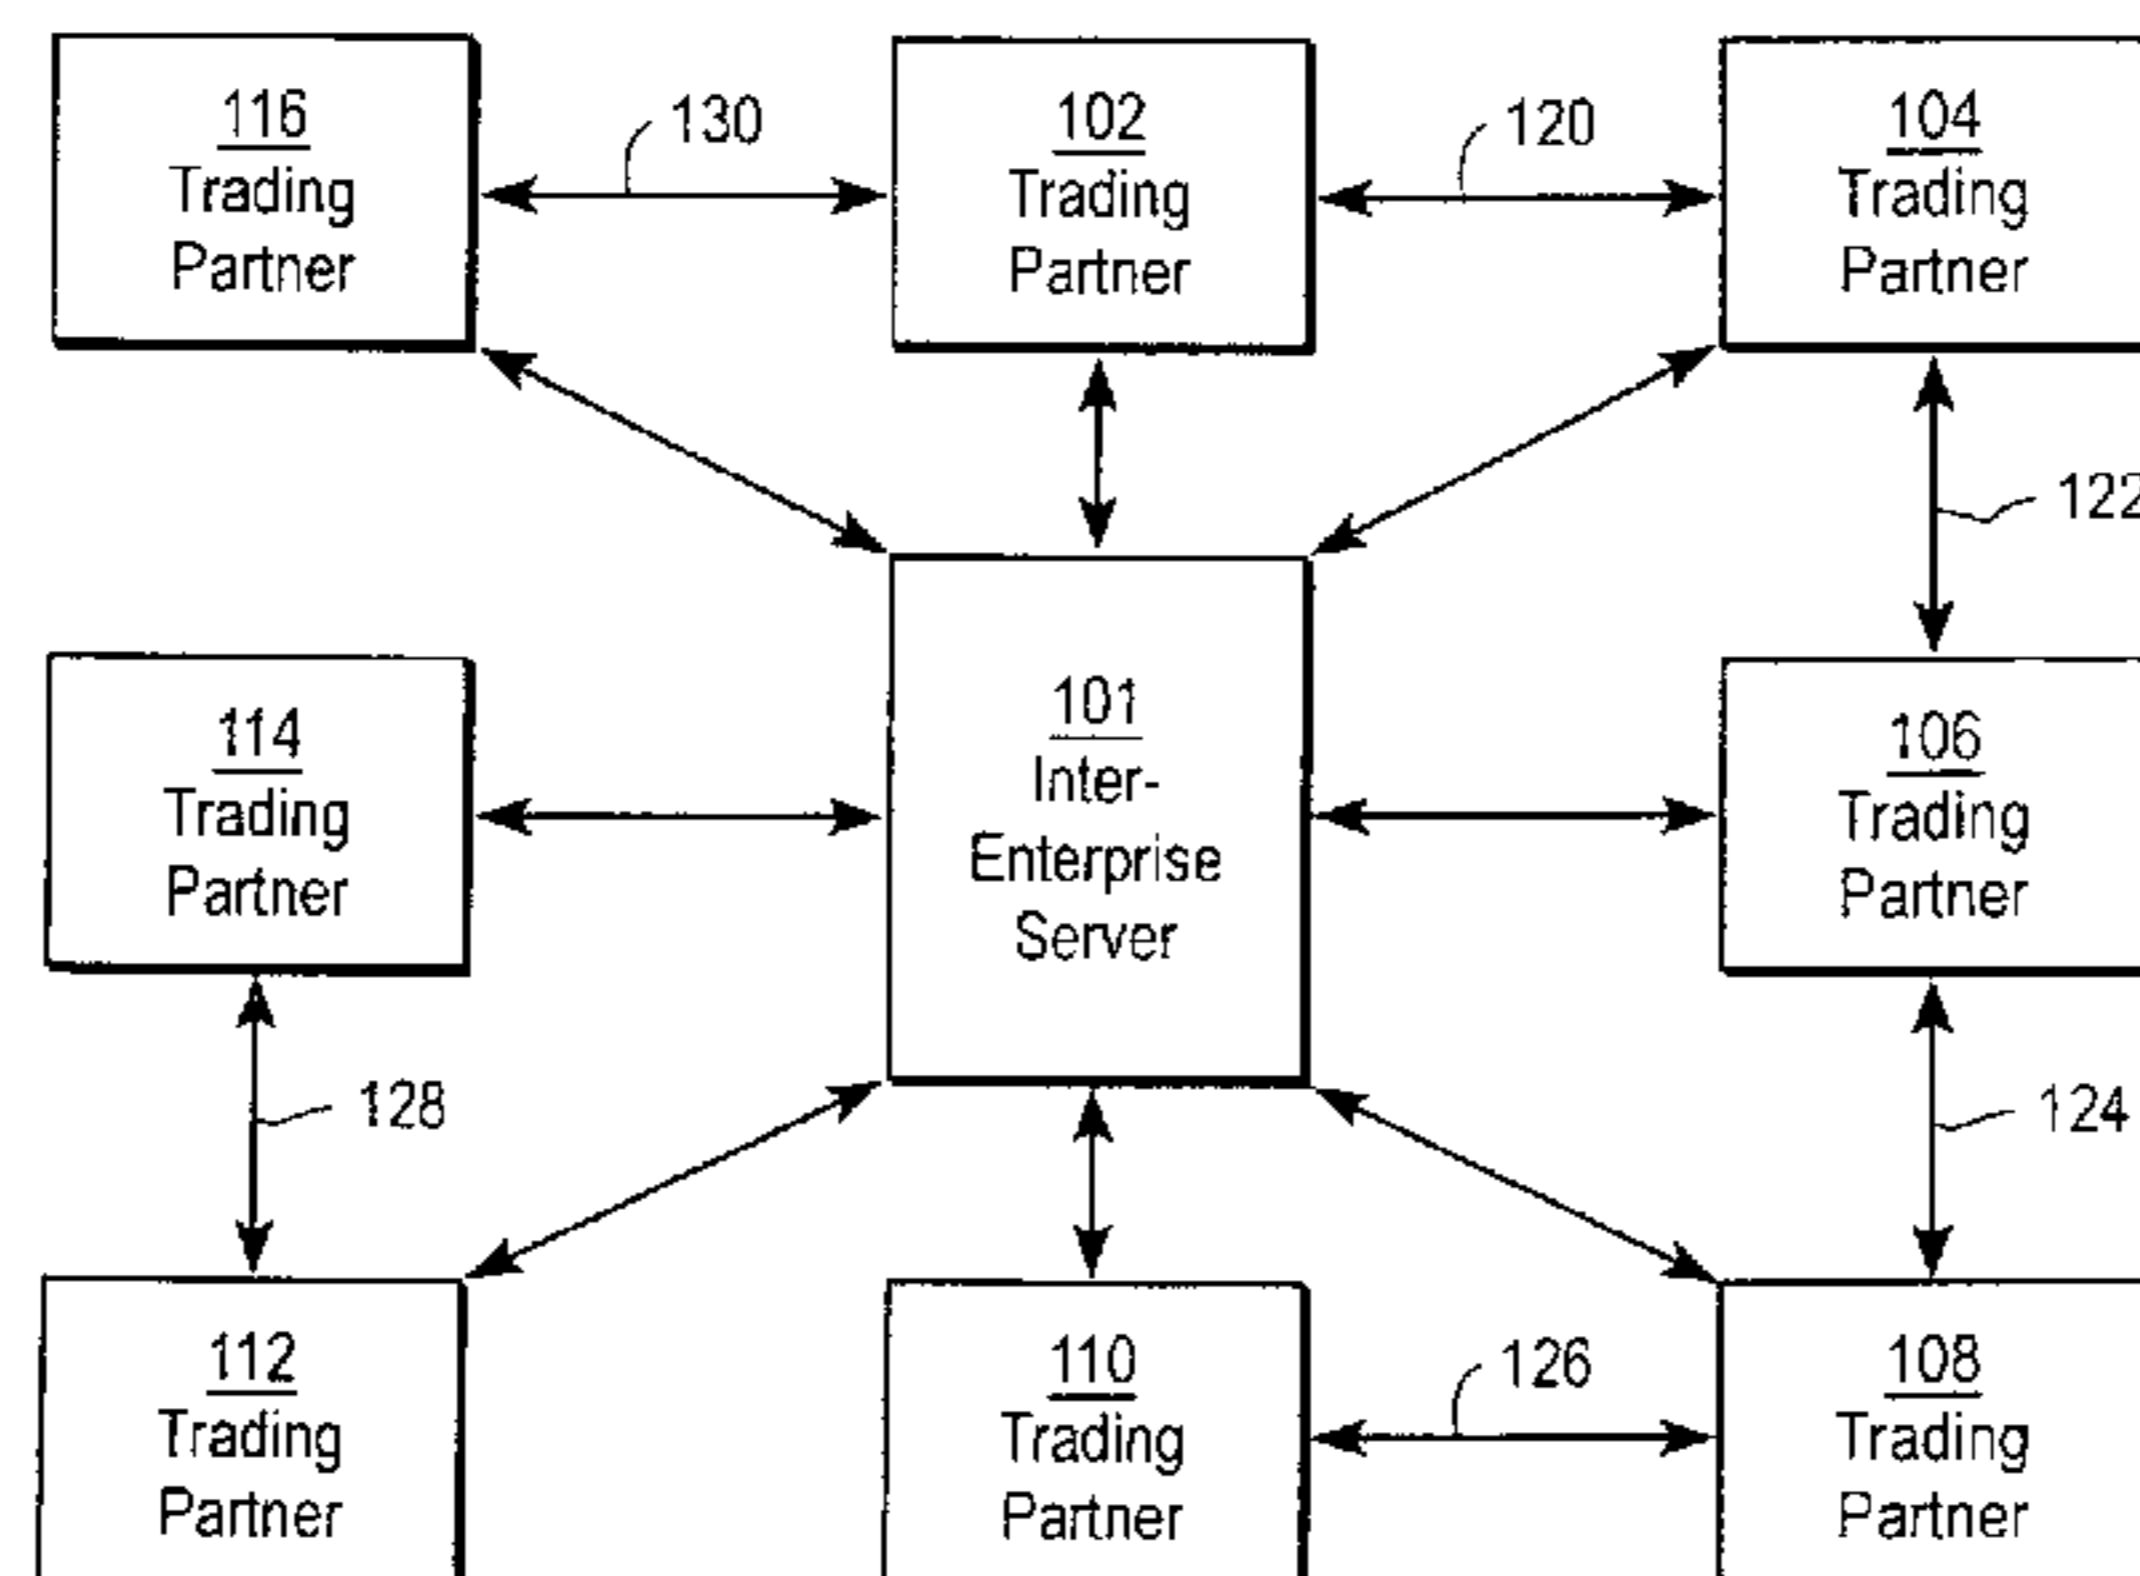 116
Trading
Partner
130
102
Trading
Partner
120
104
Trading
Partner
122
114
Trading
Partner
101
Inter-
Enterprise
Server
106
Trading
Partner
128
124
112
Trading
Partner
110
Trading
Partner
126
108
Trading
Partner